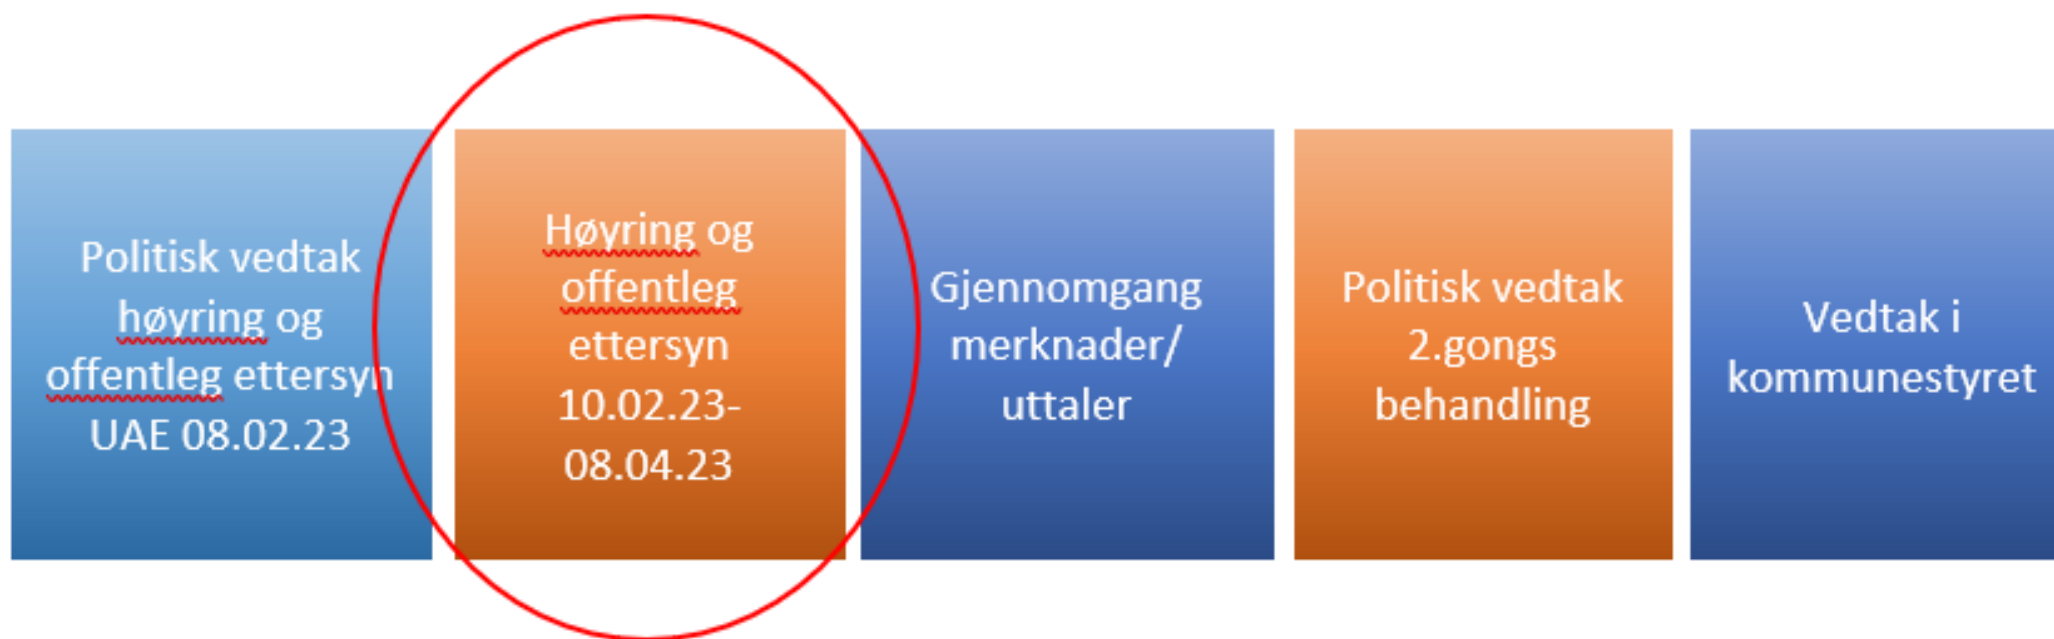 Politisk vedtak
høyring og
offentleg ettersyn
UAE 08.02.23
Høyring og
offentleg
ettersyn
10.02.23-
08.04.23
Gjennomgang
merknader/
uttaler
Politisk vedtak
2.gongs
behandling
Vedtak i
kommunestyret